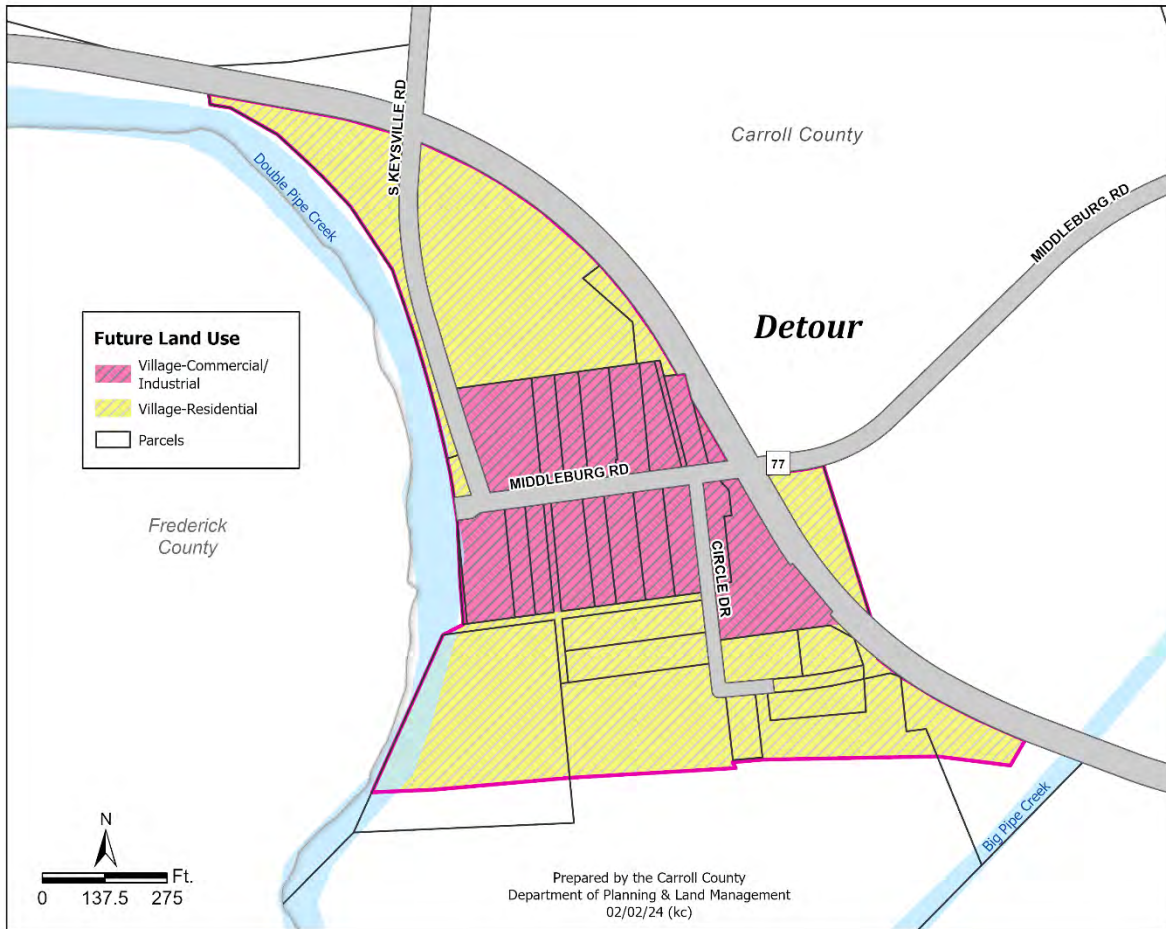 Carroll County
S KEYSVILLE RD
Double Pipe Creek
MIDDLEBURG RD
Detour
Future Land Use
Village-Commercial/
Industrial
Village-Residential
Parcels
77
MIDDLEBURG RD
Frederick
County
CIRCLE DR
Big Pipe Creek
N
Ft.
0 137.5 275
Prepared by the Carroll County
Department of Planning & Land Management
02/02/24 (kc)